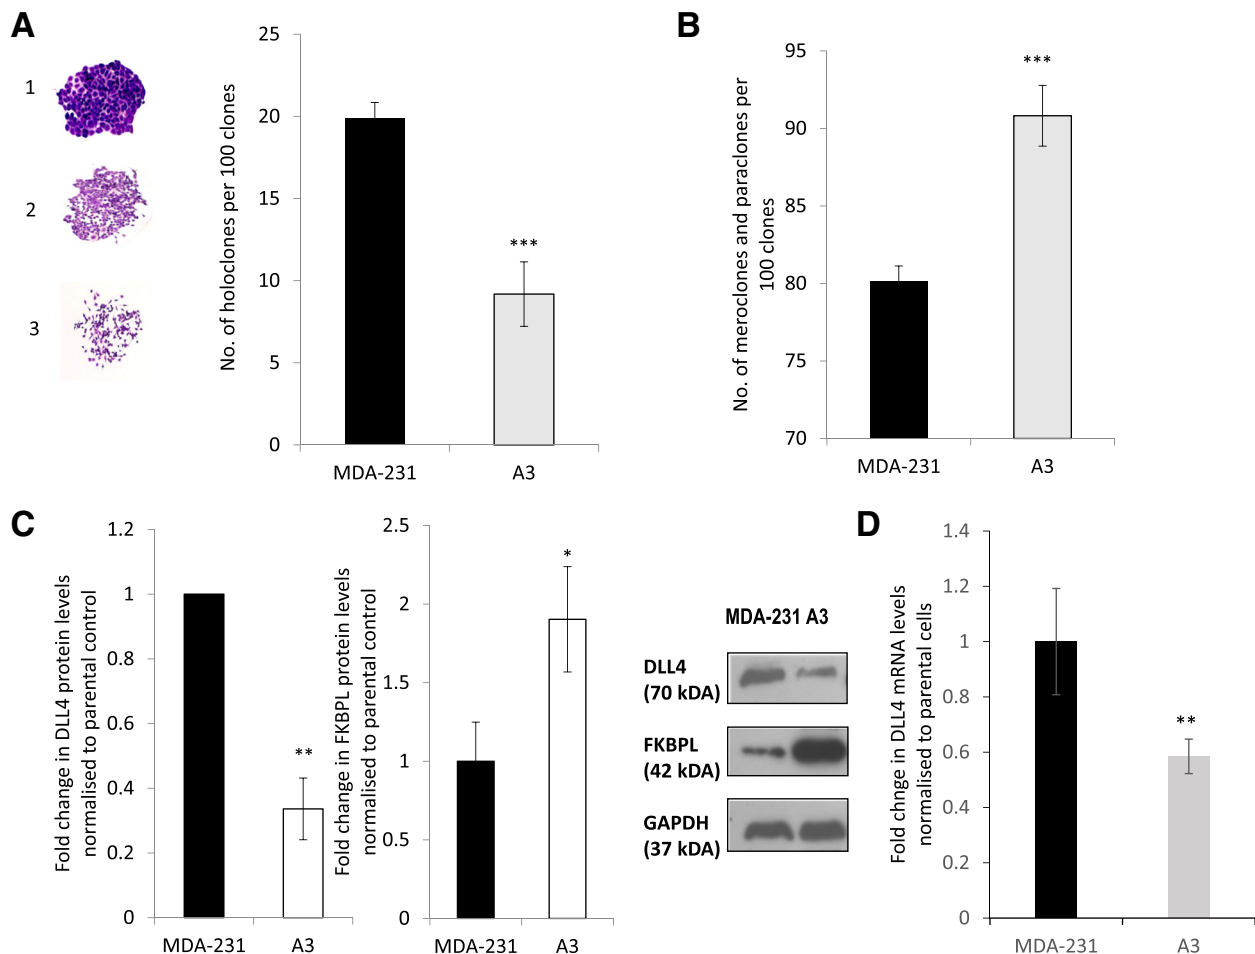 A
1
2
3
No. of holoclones per 100 clones
25
20
15
10
5
0
***
MDA-231
A3
B
No. of meroclones and paraclones per
100 clones
95
90
85
80
75
70
***
MDA-231
A3
C
Fold change in DLL4 protein levels
normalised to parental control
1.2
1
0.8
0.6
0.4
0.2
0
**
MDA-231
A3
Fold change in FKBPL protein levels
normalised to parental control
2.5
2
1.5
1
0.5
0
*
MDA-231
A3
MDA-231 A3
DLL4
(70 kDA)
FKBPL
(42 kDA)
GAPDH
(37 kDA)
D
Fold chnge in DLL4 mRNA levels
normalised to parental cells
1.4
1.2
1
0.8
0.6
0.4
0.2
0
**
MDA-231
A3